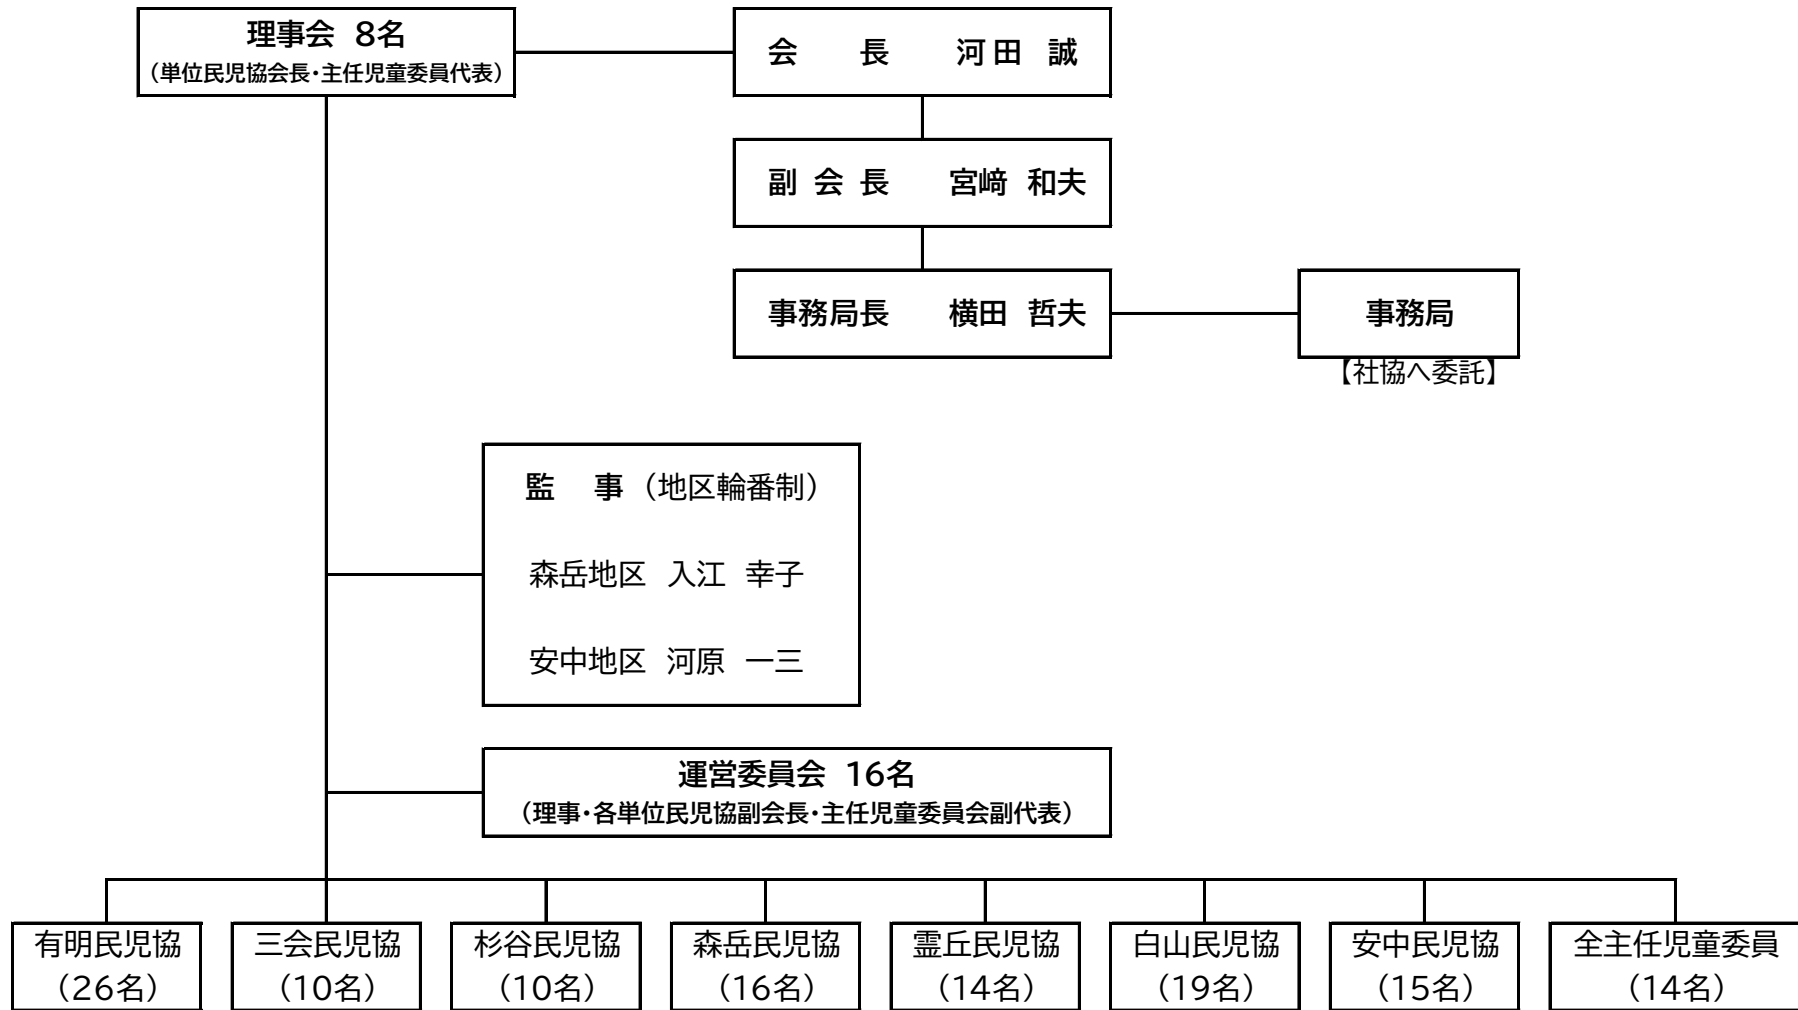 理事会 8名
（単位民児協会長・主任児童委員代表）
会 長 河田 誠
副 会 長 宮﨑 和夫
事務局長 横田 哲夫
事務局
【社協へ委託】
監 事 （地区輪番制）
森岳地区 入江 幸子
安中地区 河原 一三
運営委員会 16名
（理事・各単位民児協副会長・主任児童委員会副代表）
有明民児協
（26名）
三会民児協
（10名）
杉谷民児協
（10名）
森岳民児協
（16名）
霊丘民児協
（14名）
白山民児協
（19名）
安中民児協
（15名）
全主任児童委員
（14名）